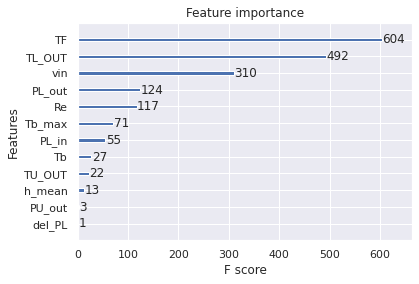 Feature importance
Features
TF 604
TL_OUT 492
vin 310
PL_out 124
Re 117
Tb_max 71
PL_in 55
Tb 27
TU_OUT 22
h_mean 13
PU_out 3
del_PL 1
0 100 200 300 400 500 600
F score